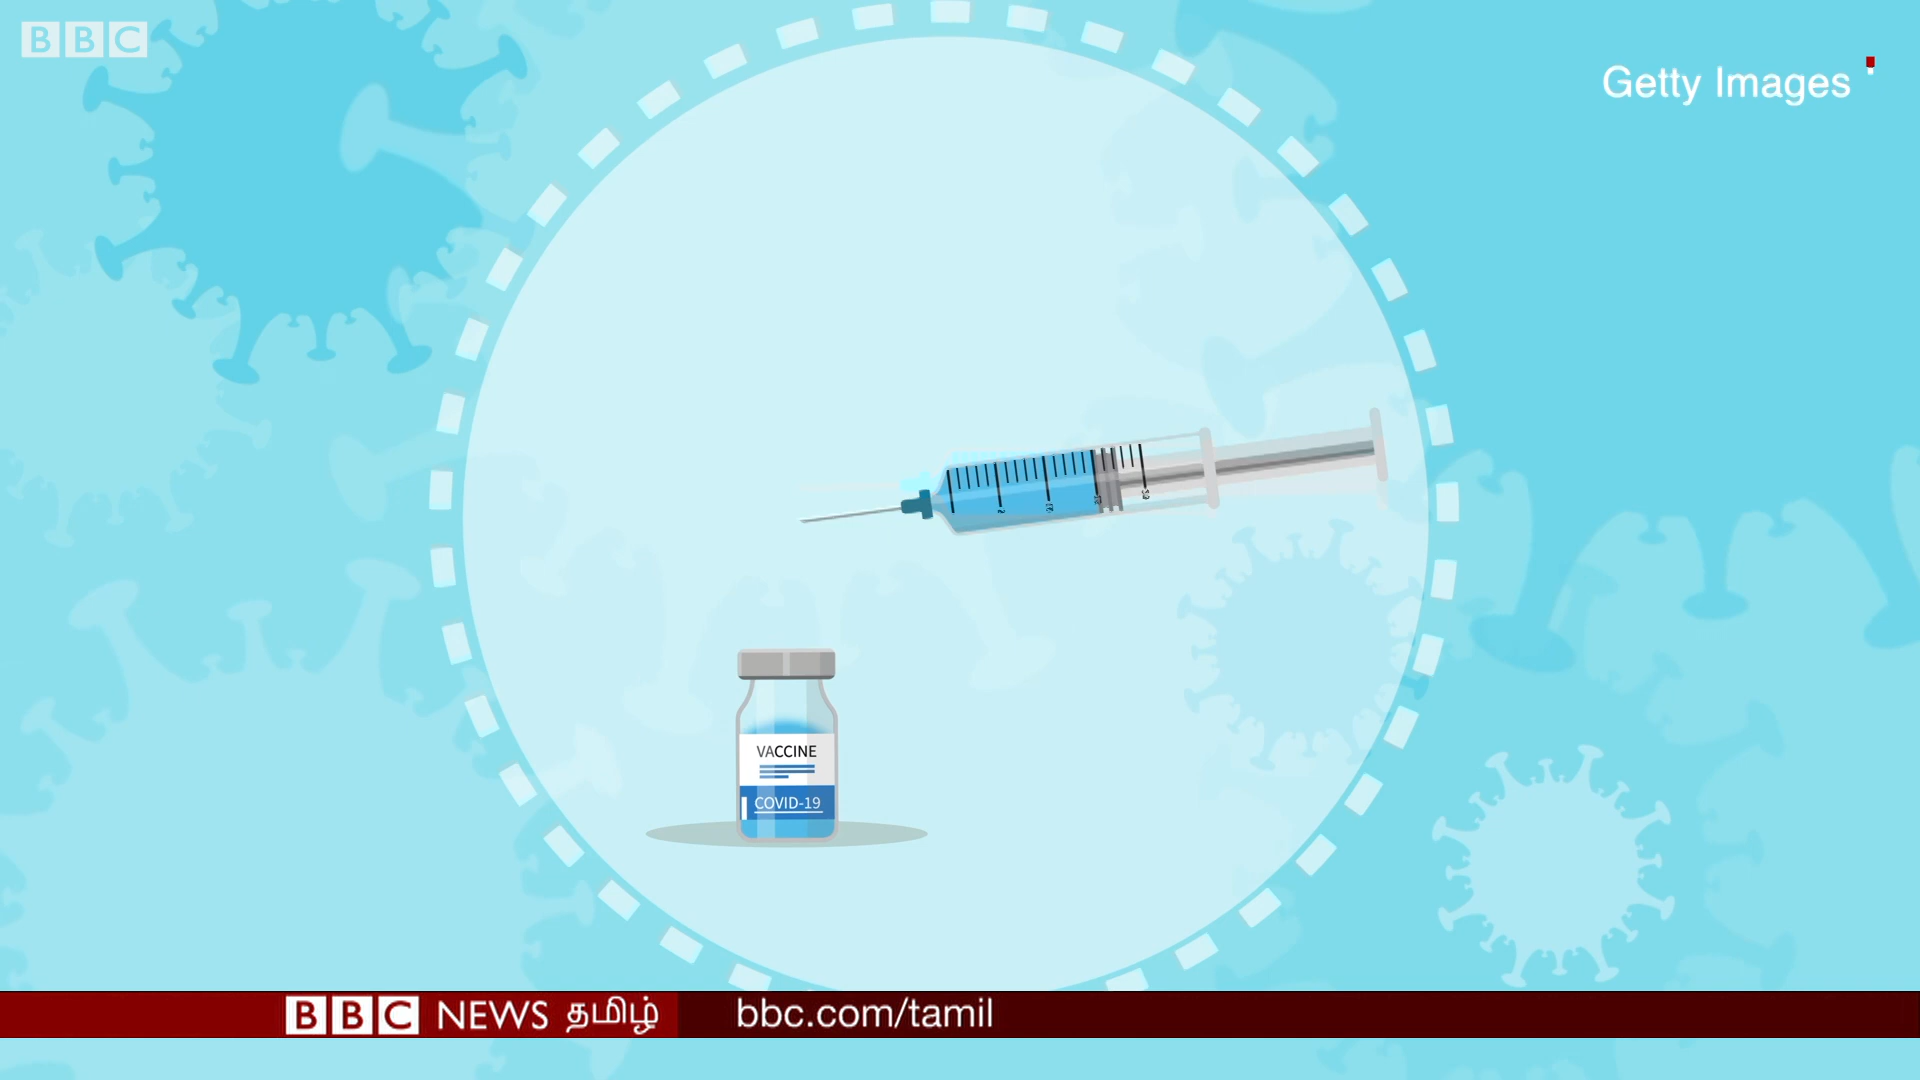 BBC
Getty Images
VACCINE
COVID-19
BBC NEWS தமிழ்
bbc.com/tamil